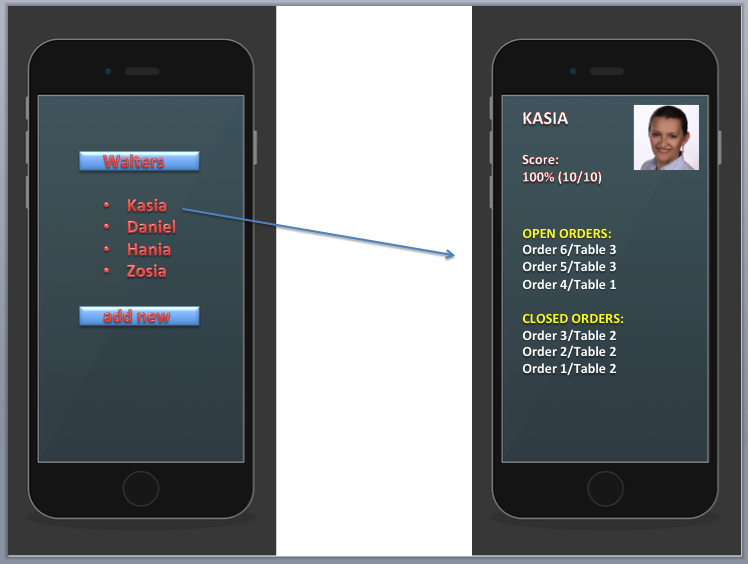 Waiters
• Kasia
• Daniel
• Hania
• Zosia
add new
KASIA
Score:
100% (10/10)
OPEN ORDERS:
Order 6/Table 3
Order 5/Table 3
Order 4/Table 1
CLOSED ORDERS:
Order 3/Table 2
Order 2/Table 2
Order 1/Table 2